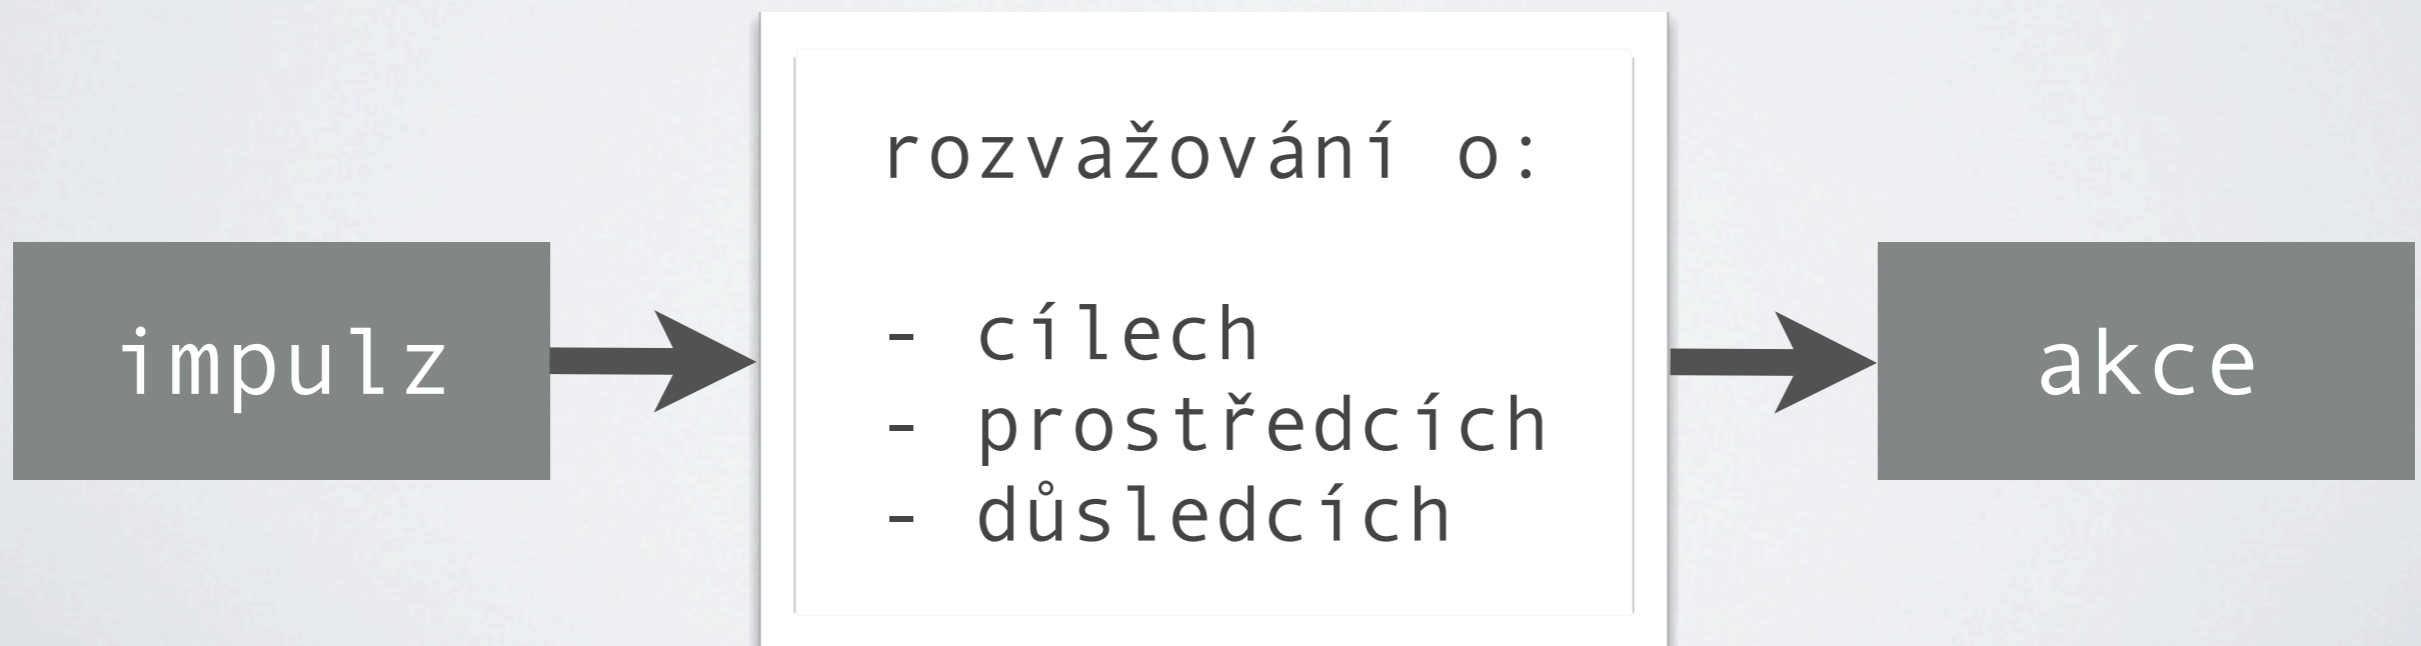 impulz
rozvažování o:
- cílech
- prostředcích
- důsledcích
akce